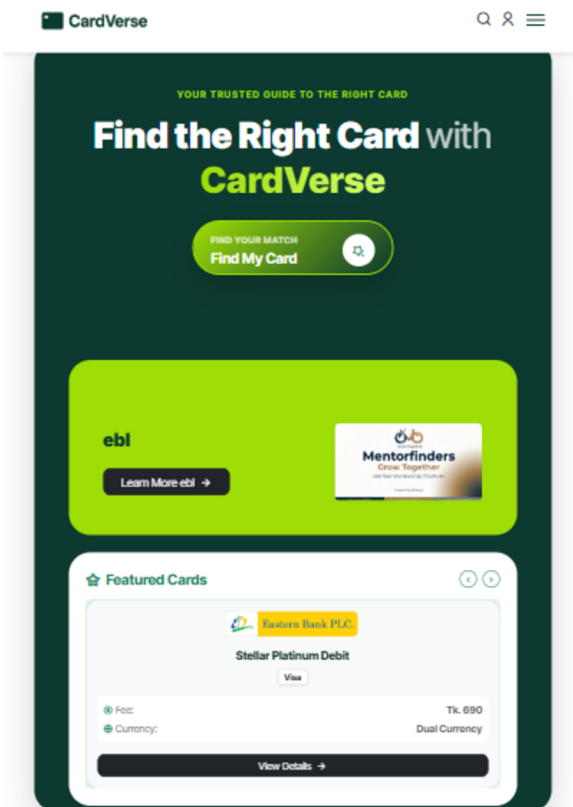 CardVerse
YOUR TRUSTED GUIDE TO THE RIGHT CARD
Find the Right Card with
CardVerse
FIND YOUR MATCH
Find My Card
ebl
Learn More ebl →
Mentorfinders
Grow Together
Featured Cards
Eastern Bank PLC.
Stellar Platinum Debit
Visa
Fee:
Tk. 690
Currency:
Dual Currency
View Details →